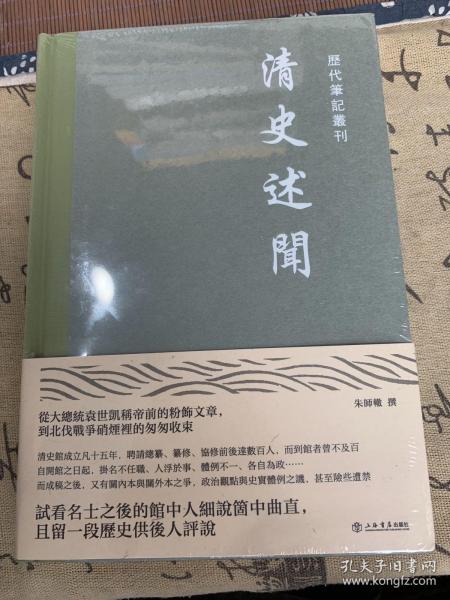 歷代筆記叢刊
清史述聞
朱師轍 撰
從大總統袁世凱稱帝前的粉飾文章，
到北伐戰爭硝煙裡的匆匆收束
清史館成立凡十五年，聘請總纂、纂修、協修前後達數百人，而到館者曾不及百
自開館之日起，掛名不任職、人浮於事、體例不一、各自為政……
而成稿之後，又有關內本與關外本之爭，政治觀點與史實體例之譏，甚至險些遭禁
試看名士之後的館中人細說箇中曲直，
且留一段歷史供後人評說
上海書店出版社
孔夫子旧书网
www.kongfz.com